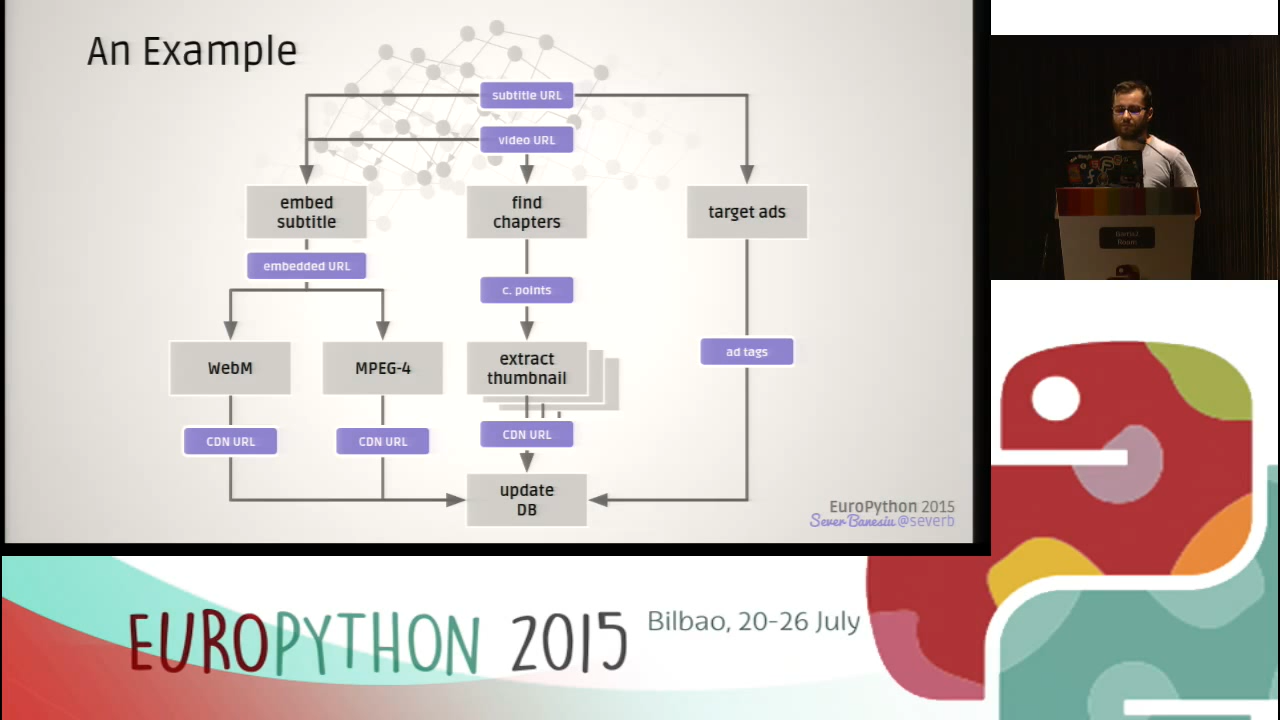 An Example
subtitle URL
video URL
embed
subtitle
find
chapters
target ads
embedded URL
c. points
WebM
MPEG-4
extract
thumbnail
ad tags
CDN URL
CDN URL
CDN URL
update
DB
EuroPython 2015
Sever Banesiu @severb
EUROPYTHON 2015
Bilbao, 20-26 July